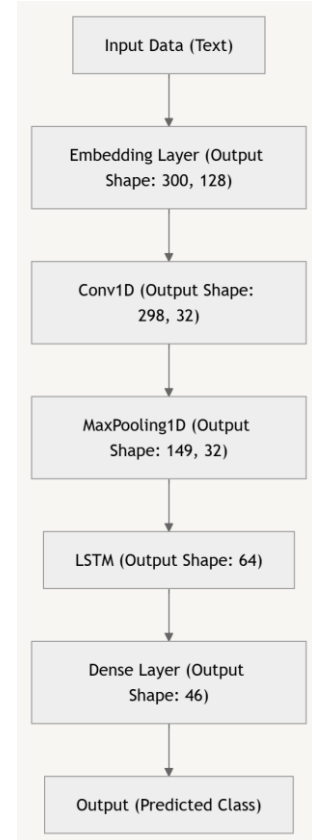 Input Data (Text)
Embedding Layer (Output
Shape: 300, 128)
Conv1D (Output Shape:
298, 32)
MaxPooling1D (Output
Shape: 149, 32)
LSTM (Output Shape: 64)
Dense Layer (Output
Shape: 46)
Output (Predicted Class)